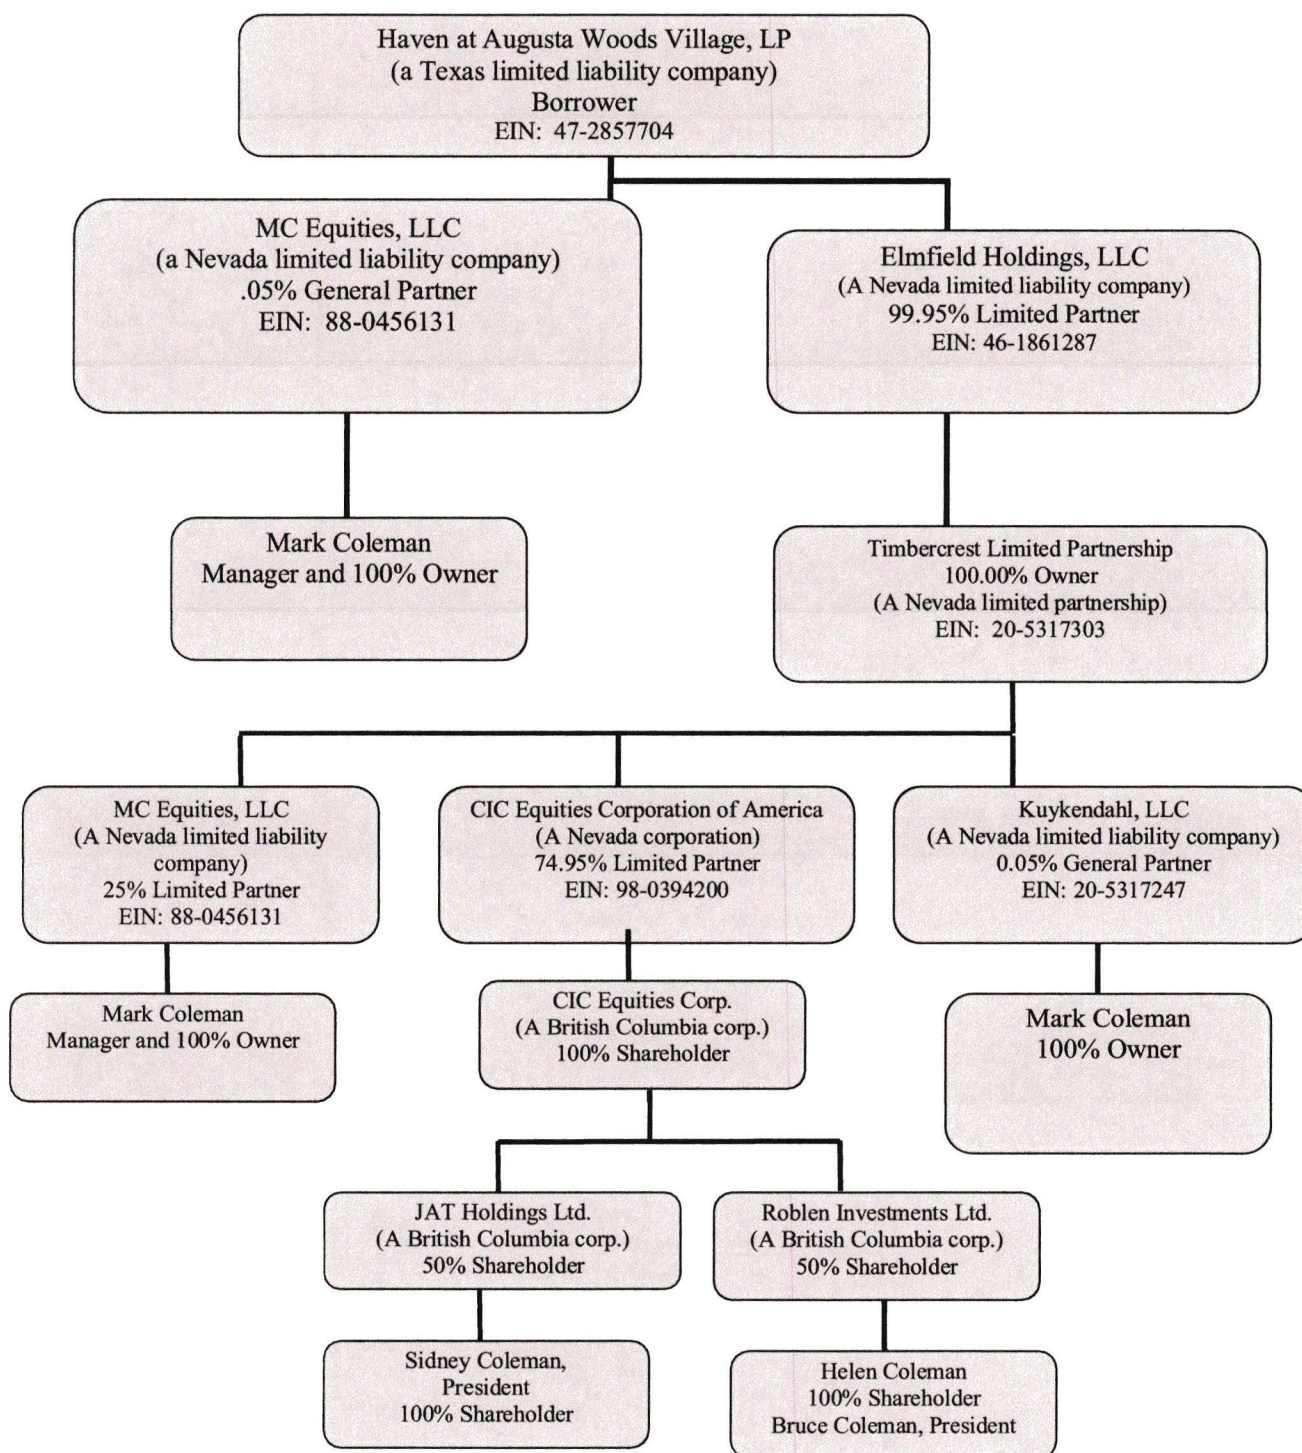 Haven at Augusta Woods Village, LP
(a Texas limited liability company)
Borrower
EIN: 47-2857704
MC Equities, LLC
(a Nevada limited liability company)
.05% General Partner
EIN: 88-0456131
Elmfield Holdings, LLC
(A Nevada limited liability company)
99.95% Limited Partner
EIN: 46-1861287
Mark Coleman
Manager and 100% Owner
Timbercrest Limited Partnership
100.00% Owner
(A Nevada limited partnership)
EIN: 20-5317303
MC Equities, LLC
(A Nevada limited liability
company)
25% Limited Partner
EIN: 88-0456131
CIC Equities Corporation of America
(A Nevada corporation)
74.95% Limited Partner
EIN: 98-0394200
Kuykendahl, LLC
(A Nevada limited liability company)
0.05% General Partner
EIN: 20-5317247
Mark Coleman
Manager and 100% Owner
CIC Equities Corp.
(A British Columbia corp.)
100% Shareholder
Mark Coleman
100% Owner
JAT Holdings Ltd.
(A British Columbia corp.)
50% Shareholder
Roblen Investments Ltd.
(A British Columbia corp.)
50% Shareholder
Sidney Coleman,
President
100% Shareholder
Helen Coleman
100% Shareholder
Bruce Coleman, President